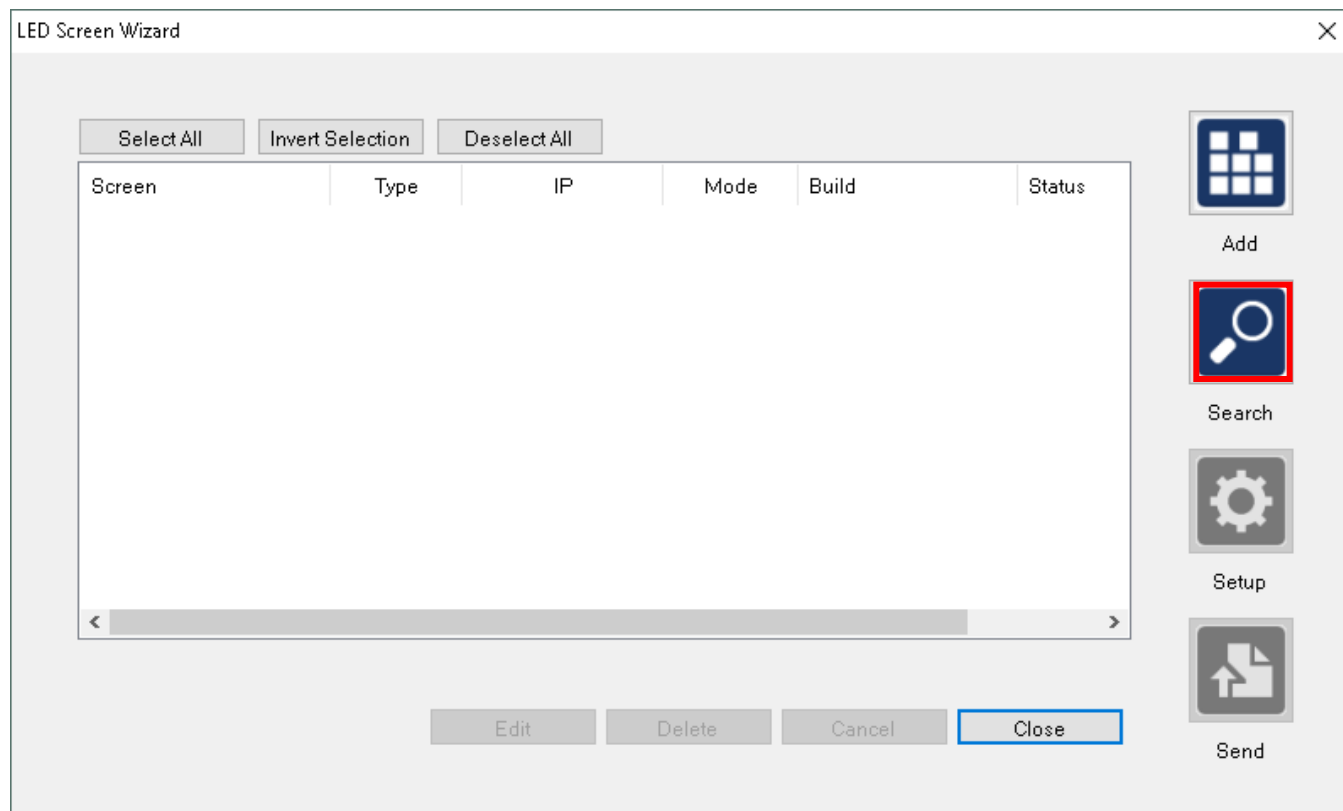 LED Screen Wizard
Select All Invert Selection Deselect All
Screen Type IP Mode Build Status
Add
Search
Setup
Edit Delete Cancel Close
Send